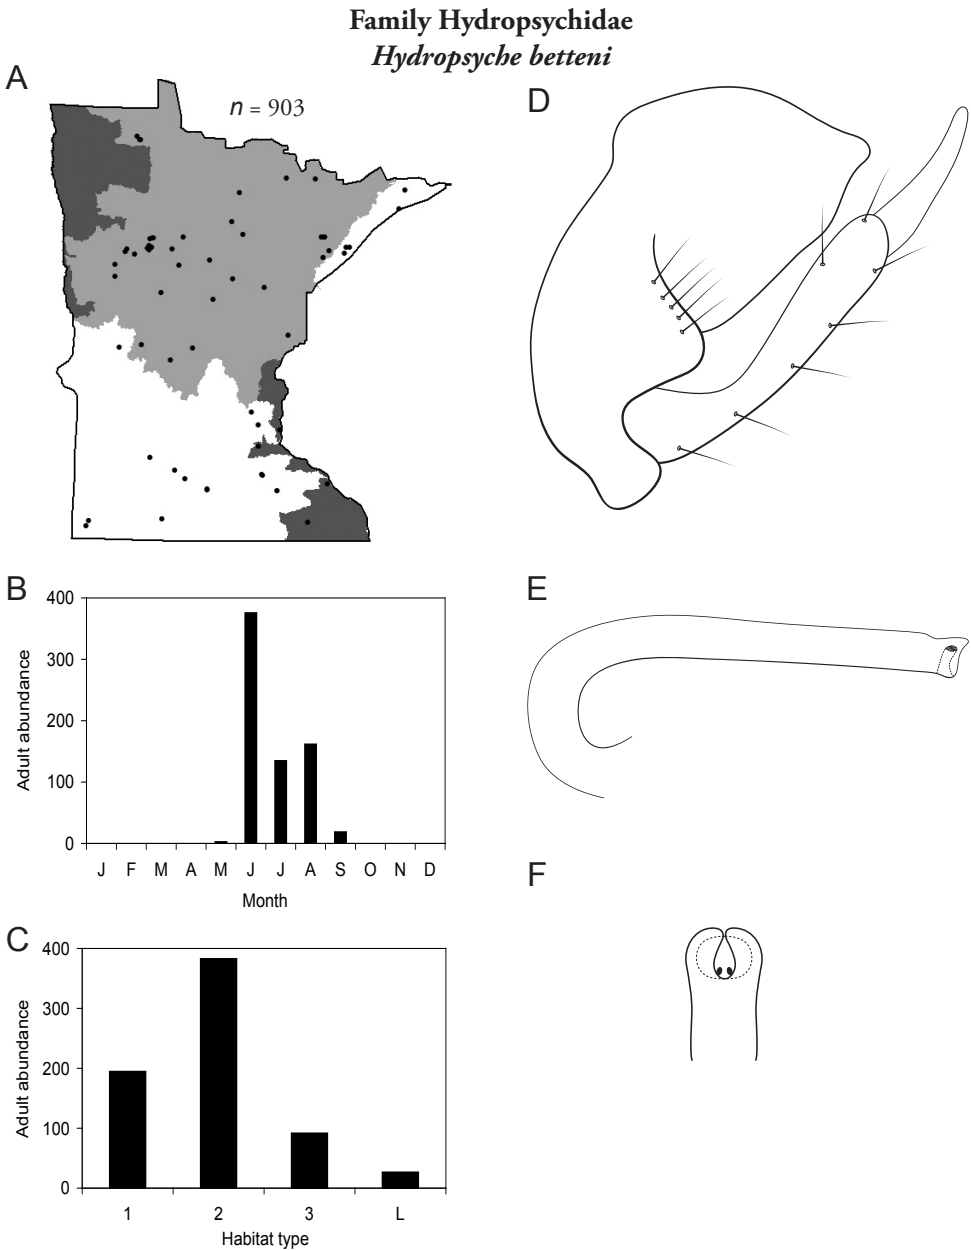 Family Hydropsychidae
Hydropsyche betteni
A
n = 903
D
B
400
300
200
100
0
Adult abundance
J F M A M J J A S O N D
Month
E
C
400
300
200
100
0
Adult abundance
1 2 3 L
Habitat type
F